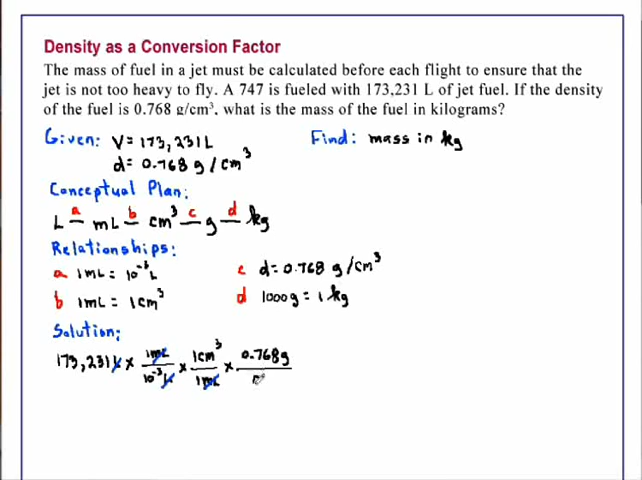 Density as a Conversion Factor
The mass of fuel in a jet must be calculated before each flight to ensure that the
jet is not too heavy to fly. A 747 is fueled with 173,231 L of jet fuel. If the density
of the fuel is 0.768 g/cm³, what is the mass of the fuel in kilograms?
Given: V = 173,231L Find: mass in kg
d = 0.768 g/cm³
Conceptual Plan:
L a— mL b— cm³ c— g d— kg
Relationships:
a 1mL = 10⁻³ L c d = 0.768 g/cm³
b 1mL = 1cm³ d 1000g = 1 kg
Solution;
173,231L × 1mL/10⁻³L × 1cm³/1mL × 0.768g/